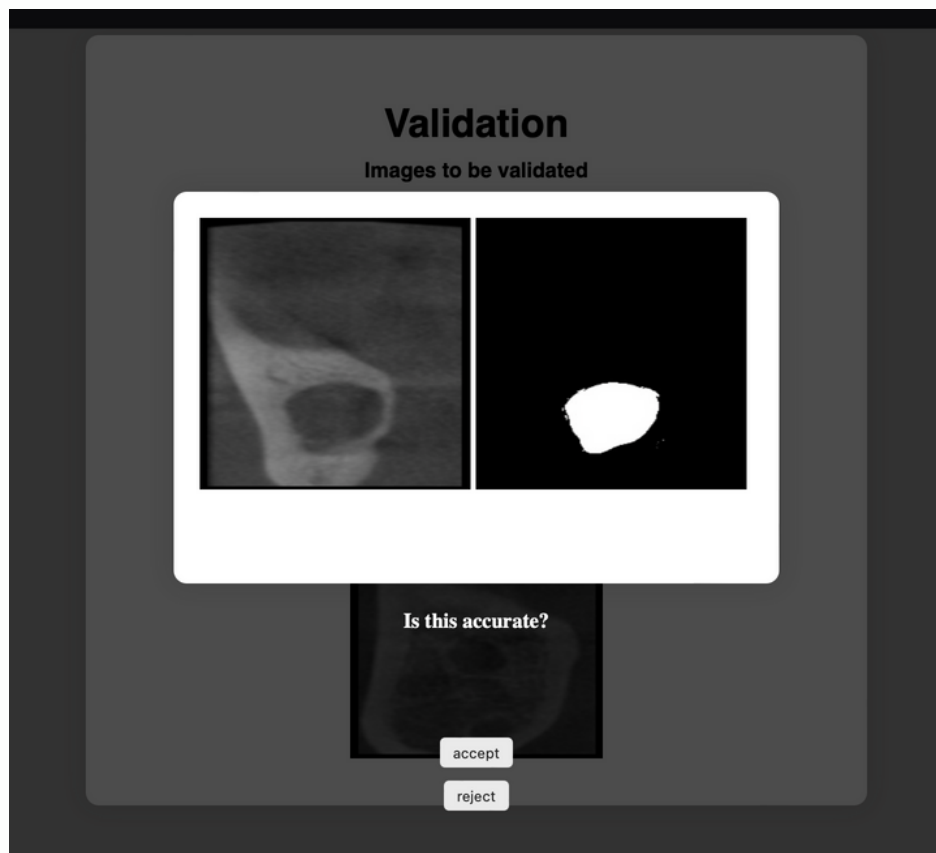 Validation
Images to be validated
Is this accurate?
accept
reject